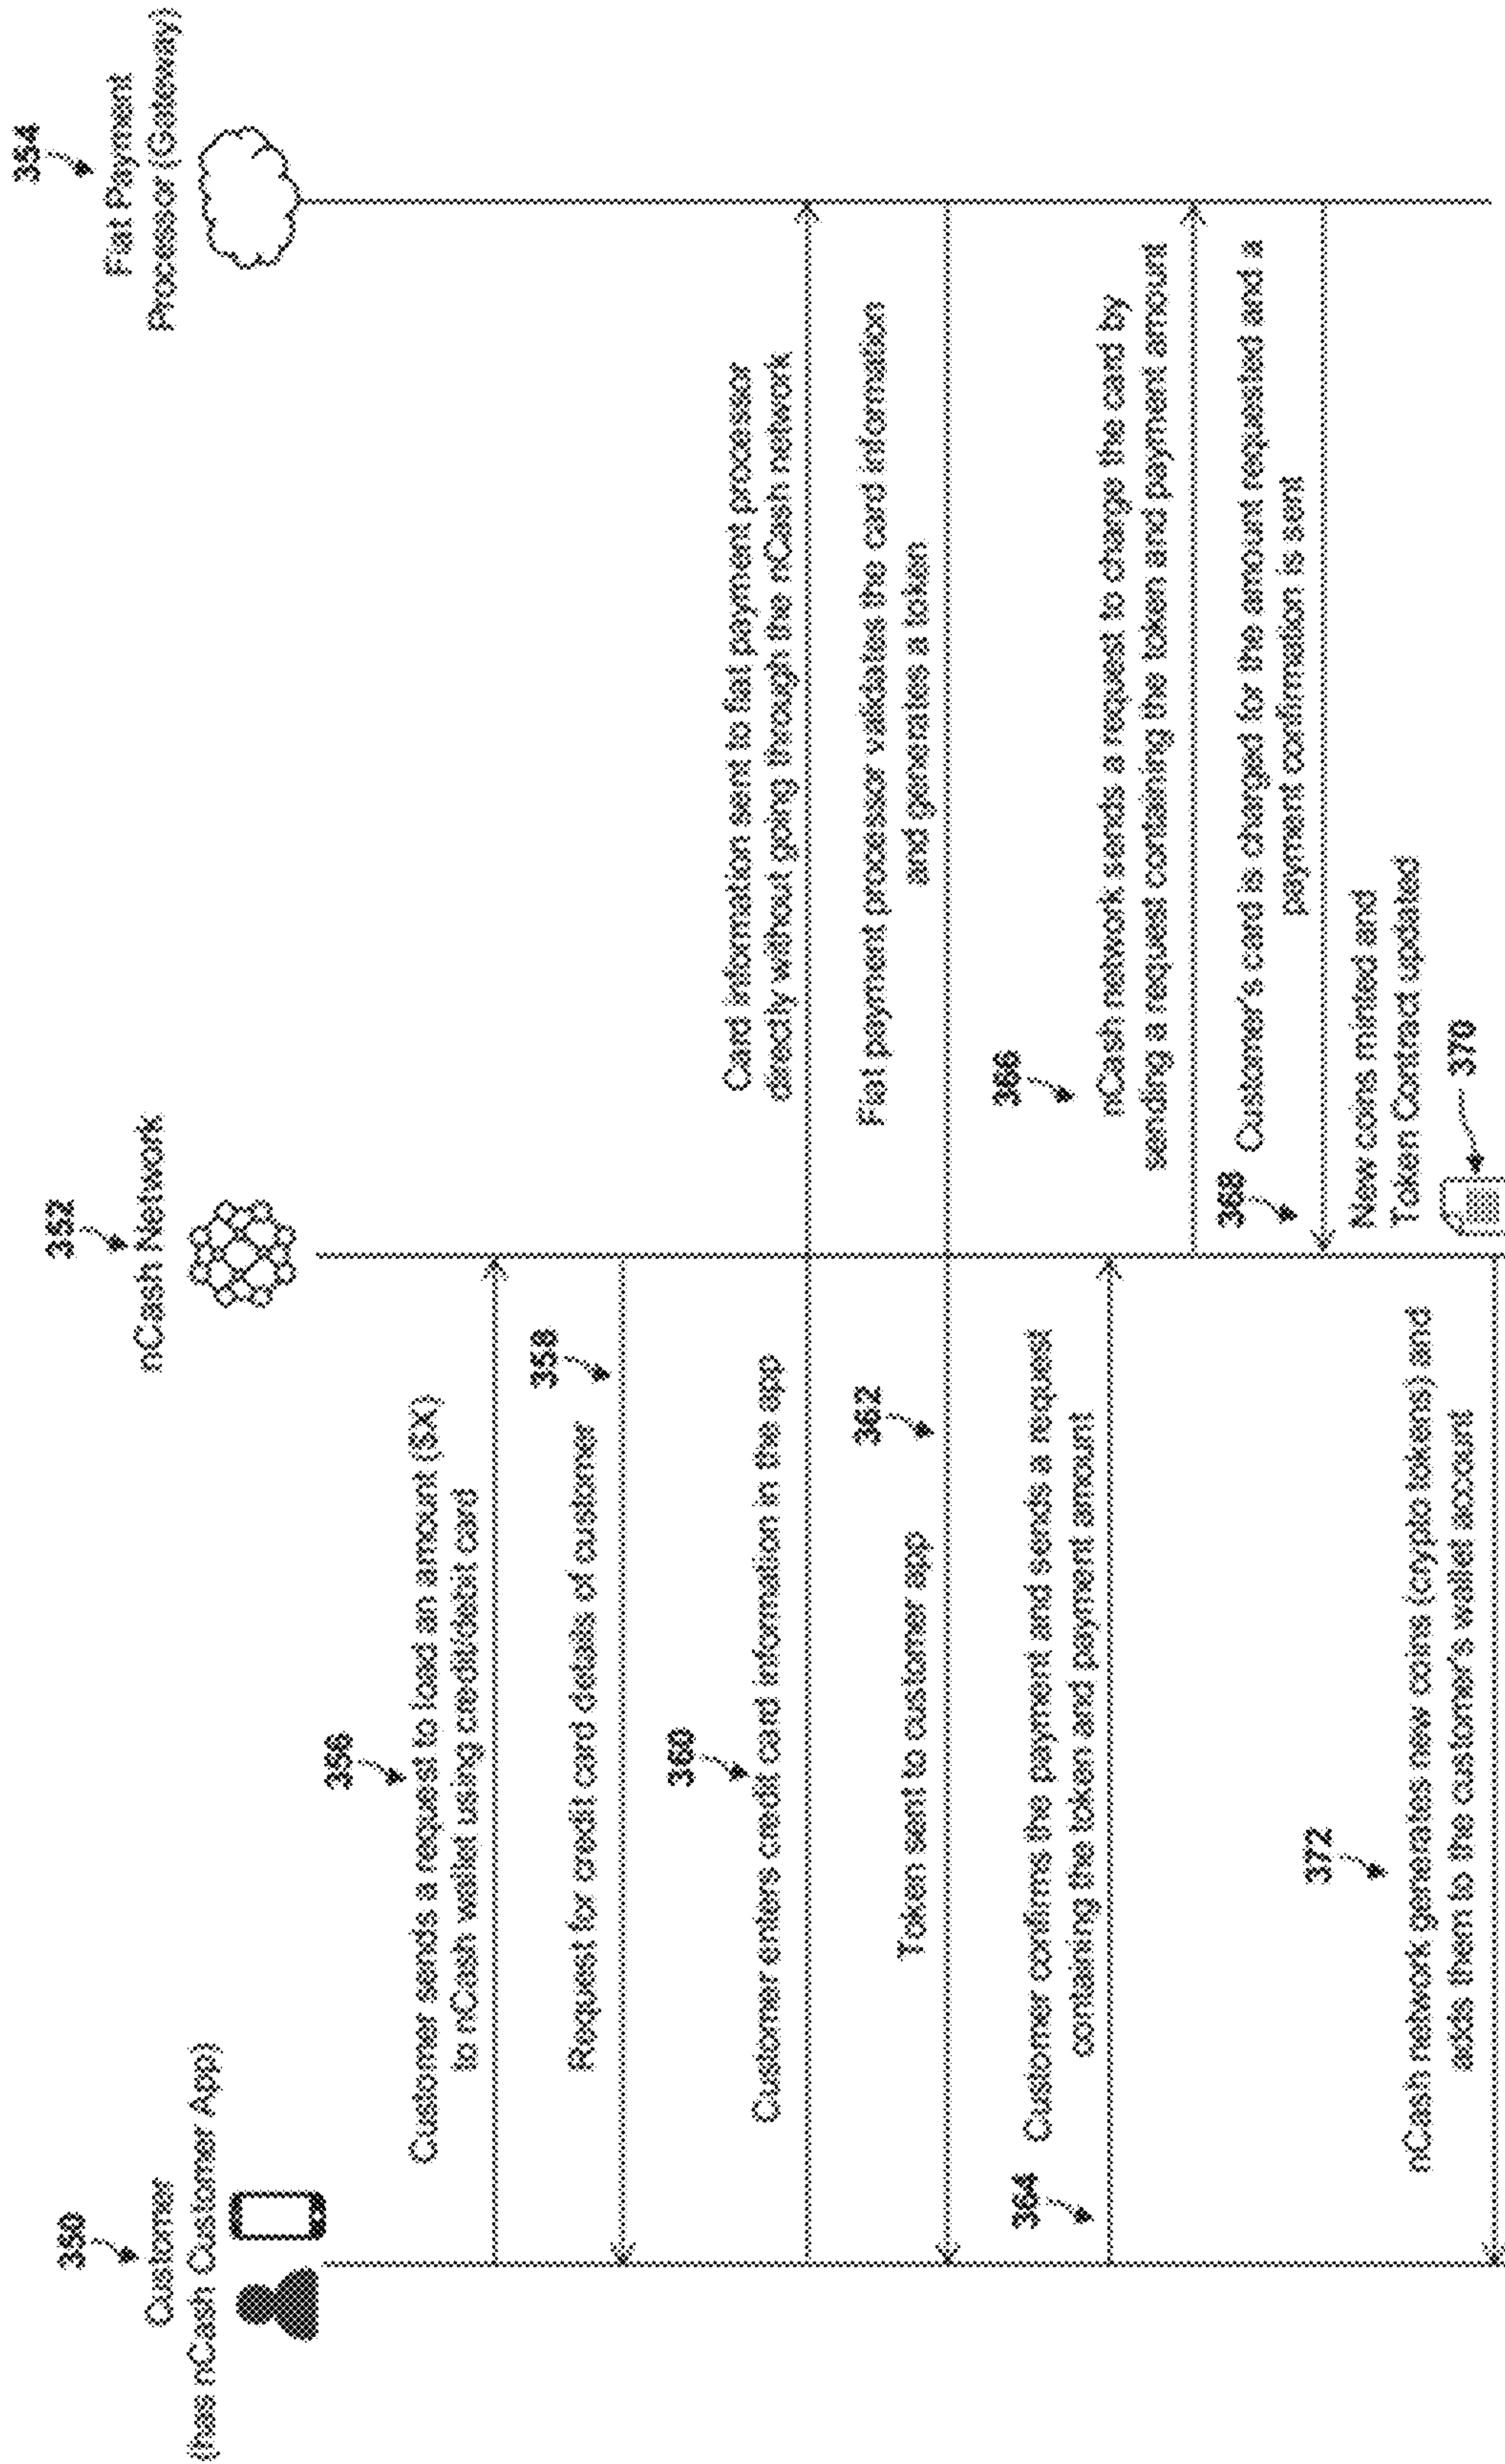 350
Customer
(has nCash Customer App)
352
nCash Network
354
Fiat Payment
Processor (Gateway)
356
Customer sends a request to load an amount ($X)
to nCash wallet using credit/debit card
358
Request for credit card details of customer
360
Customer enters credit card information in the app
Card information sent to fiat payment processor
directly without going through the nCash network
362
Token sent to customer app
Fiat payment processor validates the card information
and generates a token
364
Customer confirms the payment and sends a request
containing the token and payment amount
366
nCash network sends a request to charge the card by
sending a request containing the token and payment amount
368
Customer's card is charged for the amount requested and a
payment confirmation is sent
New coins minted and
Token Contract updated
370
372
nCash network generates new coins (crypto tokens) and
adds them to the customer's wallet account